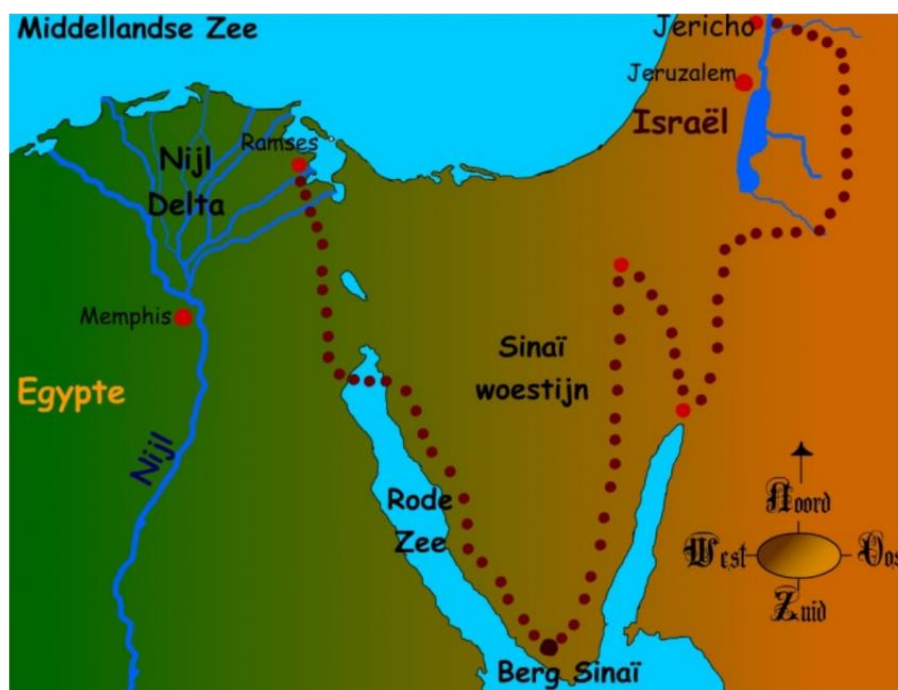 Middellandse Zee
Jericho
Jeruzalem
Israël
Ramses
Nijl
Delta
Memphis
Sinaï
woestijn
Egypte
Nijl
Rode
Zee
Noord
West
Oos
Zuid
Berg Sinaï